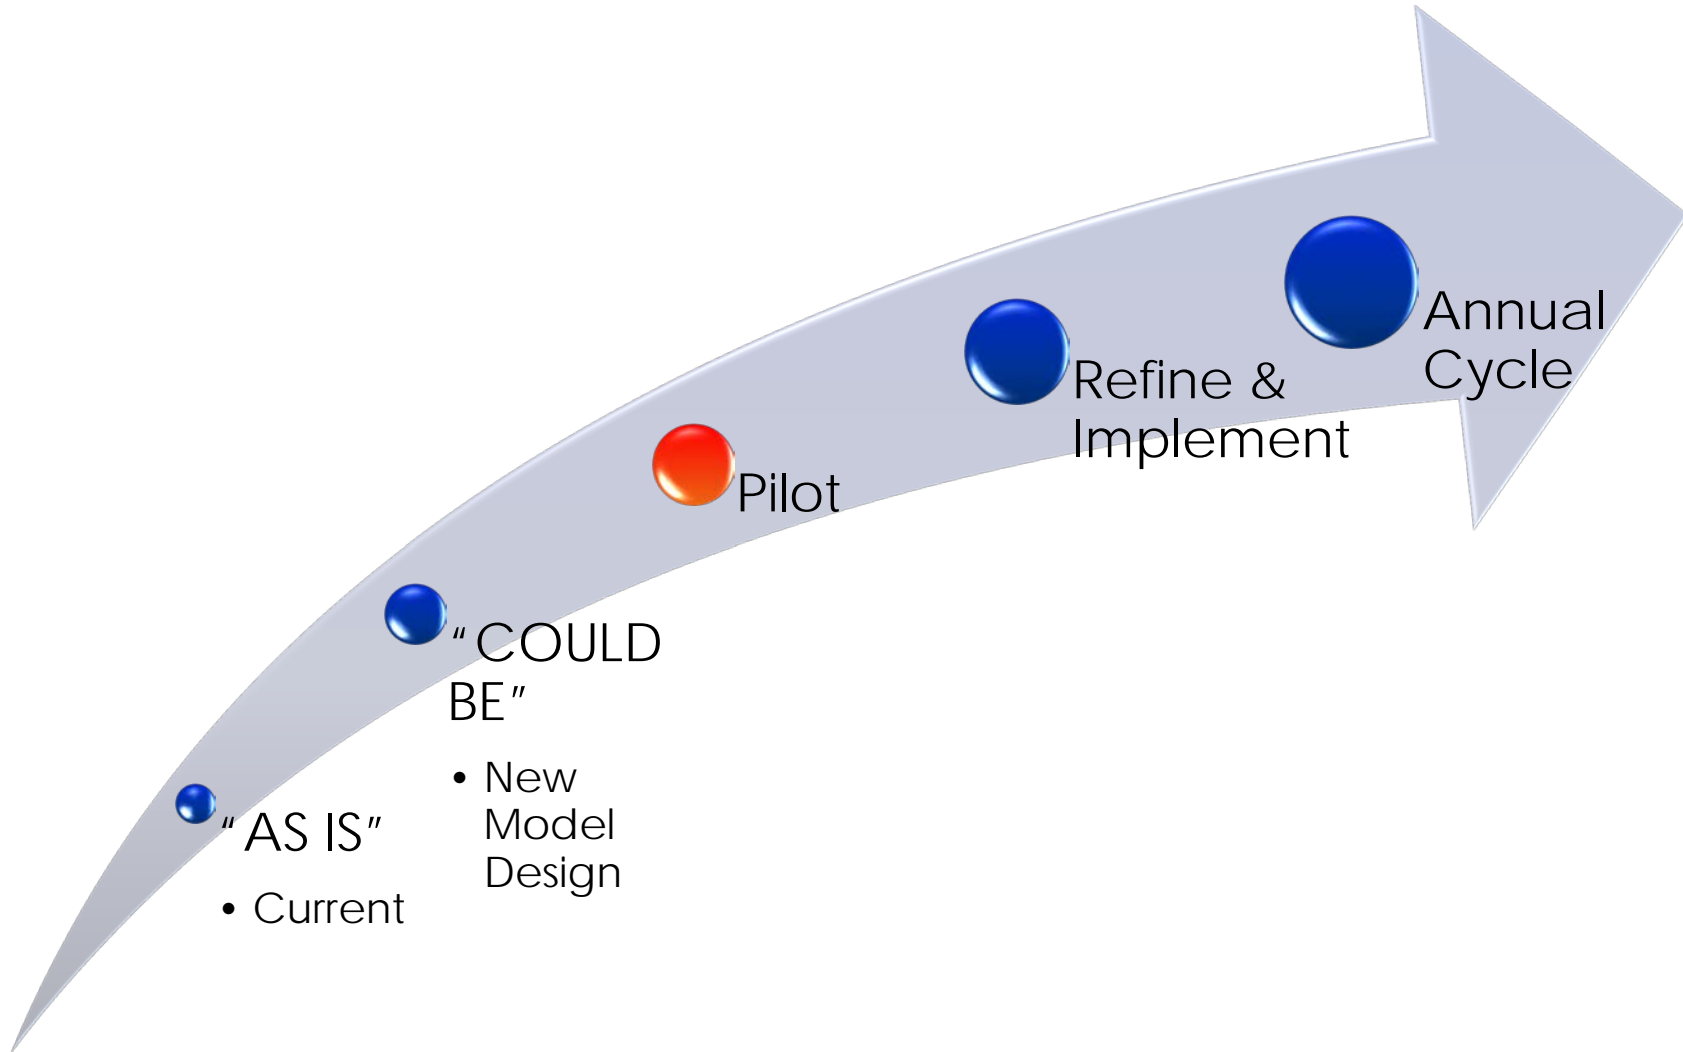 "AS IS"
• Current
"COULD
BE"
• New
Model
Design
Pilot
Refine &
Implement
Annual
Cycle